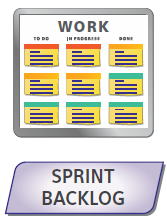 WORK
TO DO IN PROGRESS DONE
SPRINT
BACKLOG